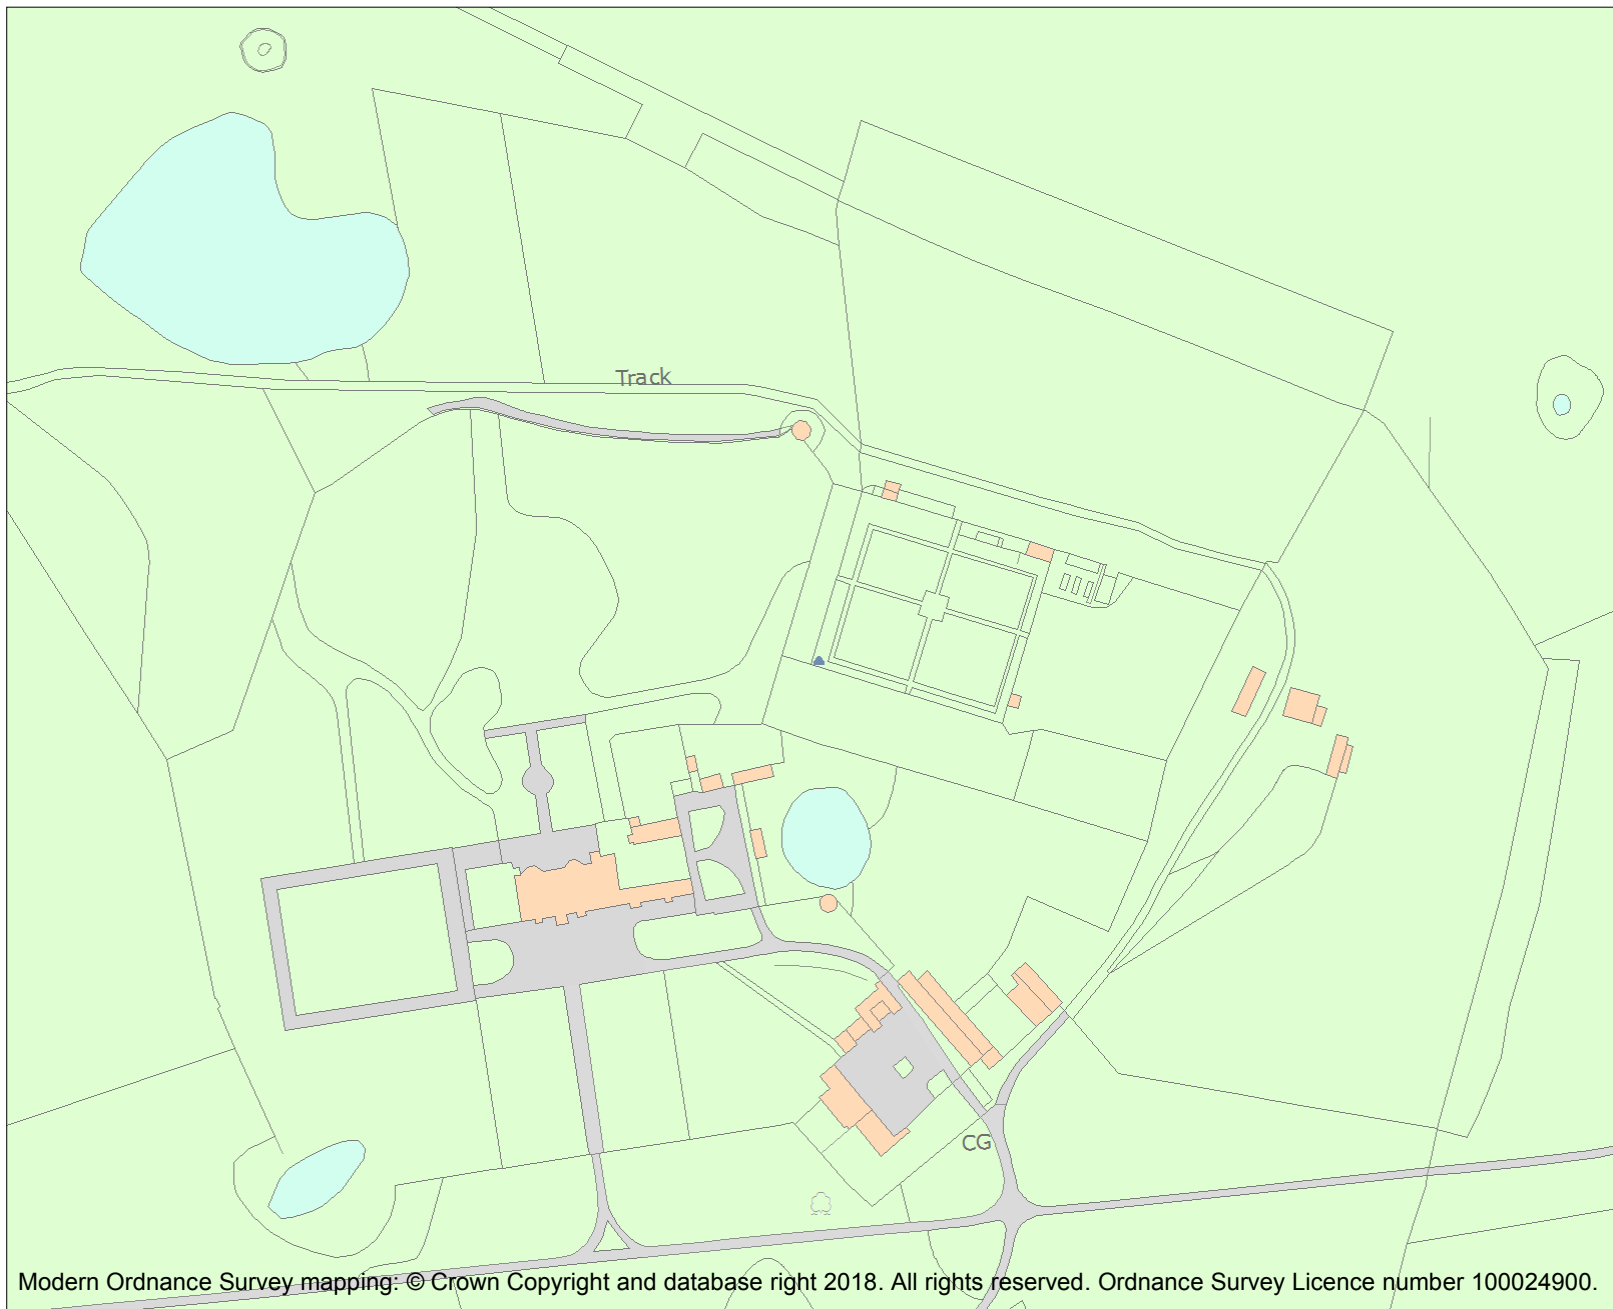 Track
CG
Modern Ordnance Survey mapping: © Crown Copyright and database right 2018. All rights reserved. Ordnance Survey Licence number 100024900.